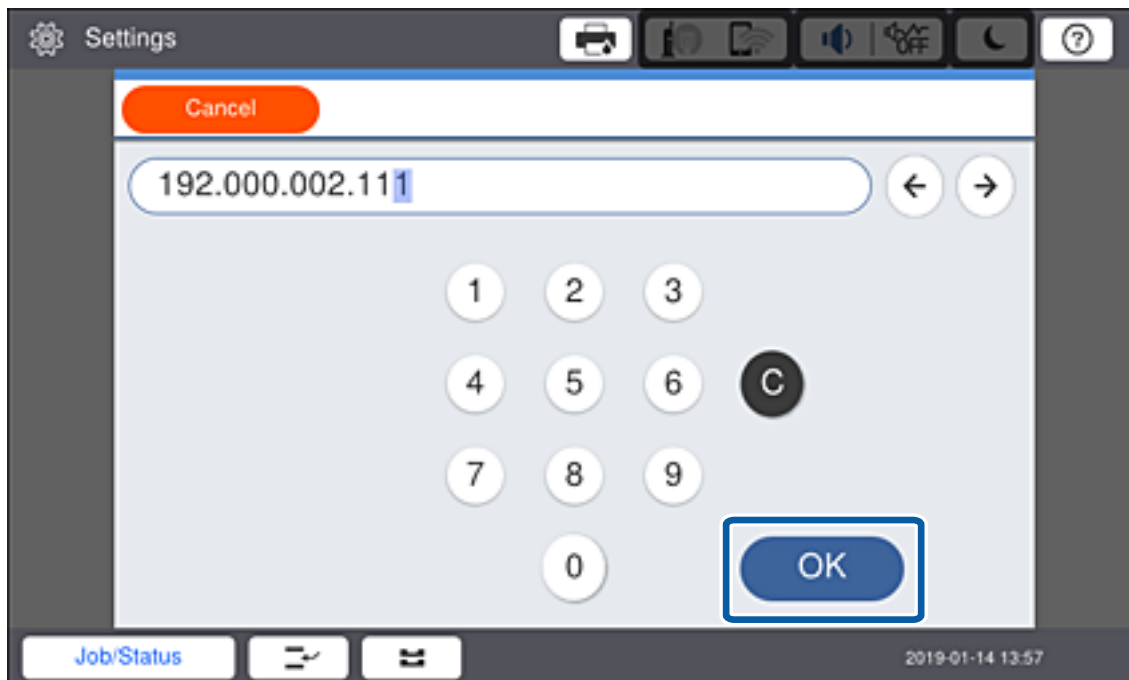 Settings
OFF
Cancel
192.000.002.111
1 2 3
4 5 6 C
7 8 9
0 OK
Job/Status
2019-01-14 13:57